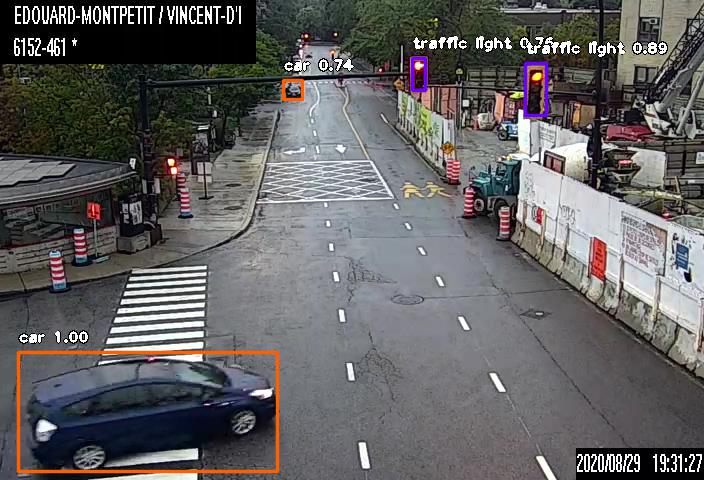 EDOUARD-MONTPETIT / VINCENT-D'I
6152-461 *
traffic light 0.76
traffic light 0.89
car 0.74
car 1.00
2020/08/29 19:31:27